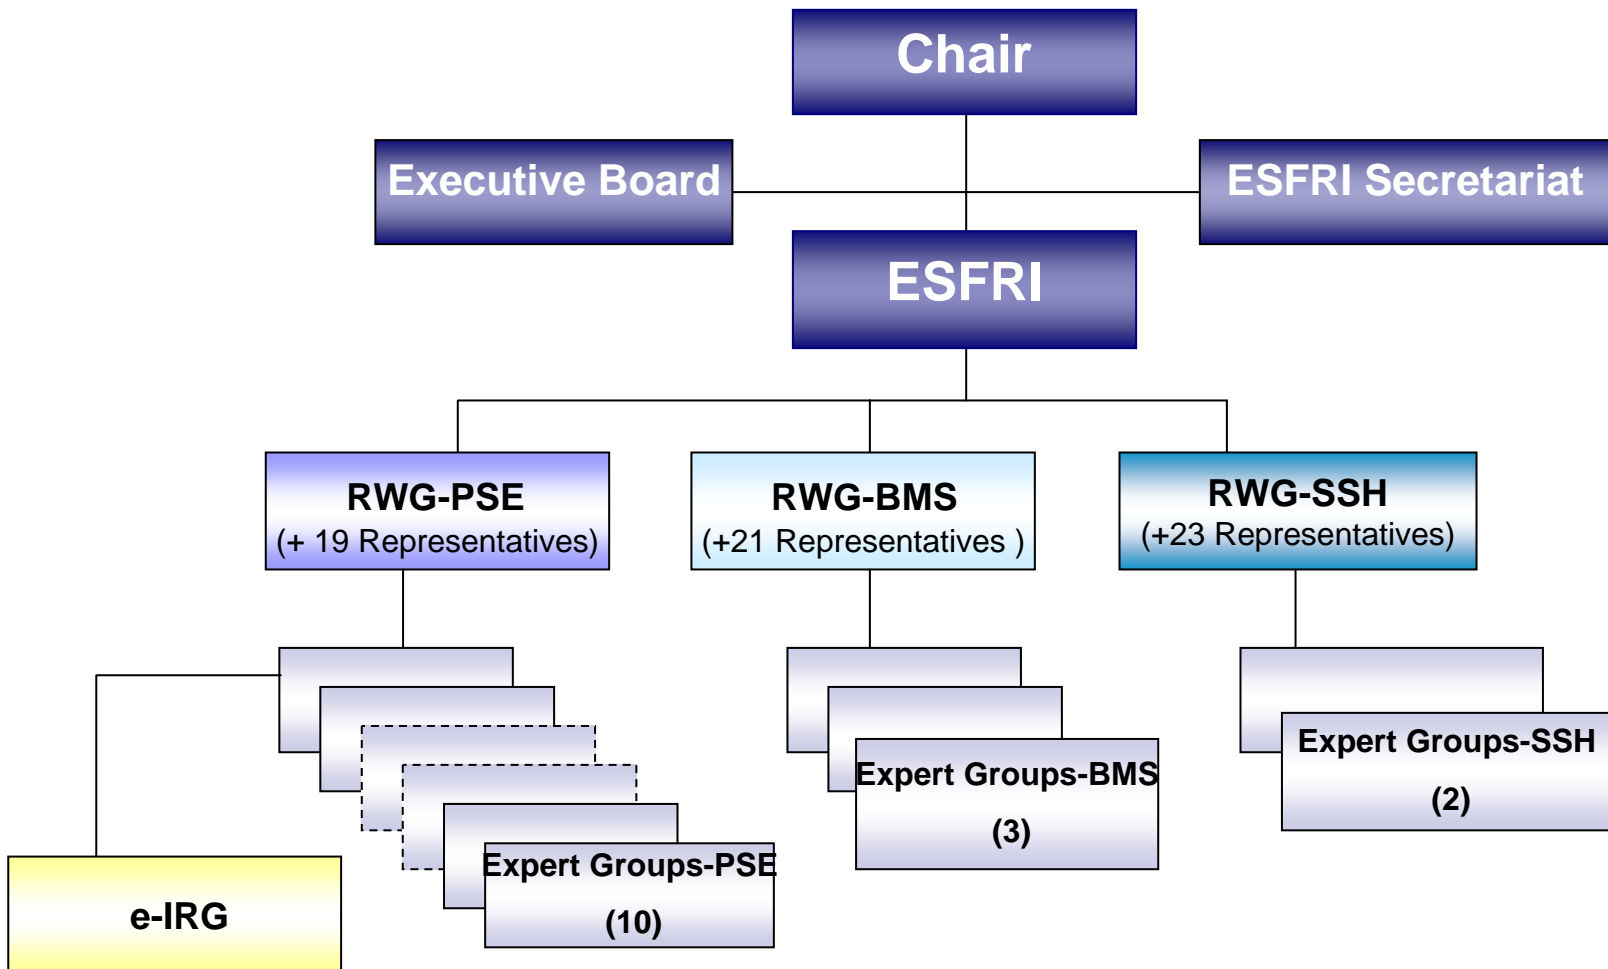 Chair
Executive Board
ESFRI Secretariat
ESFRI
RWG-PSE
(+ 19 Representatives)
RWG-BMS
(+21 Representatives )
RWG-SSH
(+23 Representatives)
Expert Groups-SSH
(2)
Expert Groups-BMS
(3)
Expert Groups-PSE
(10)
e-IRG